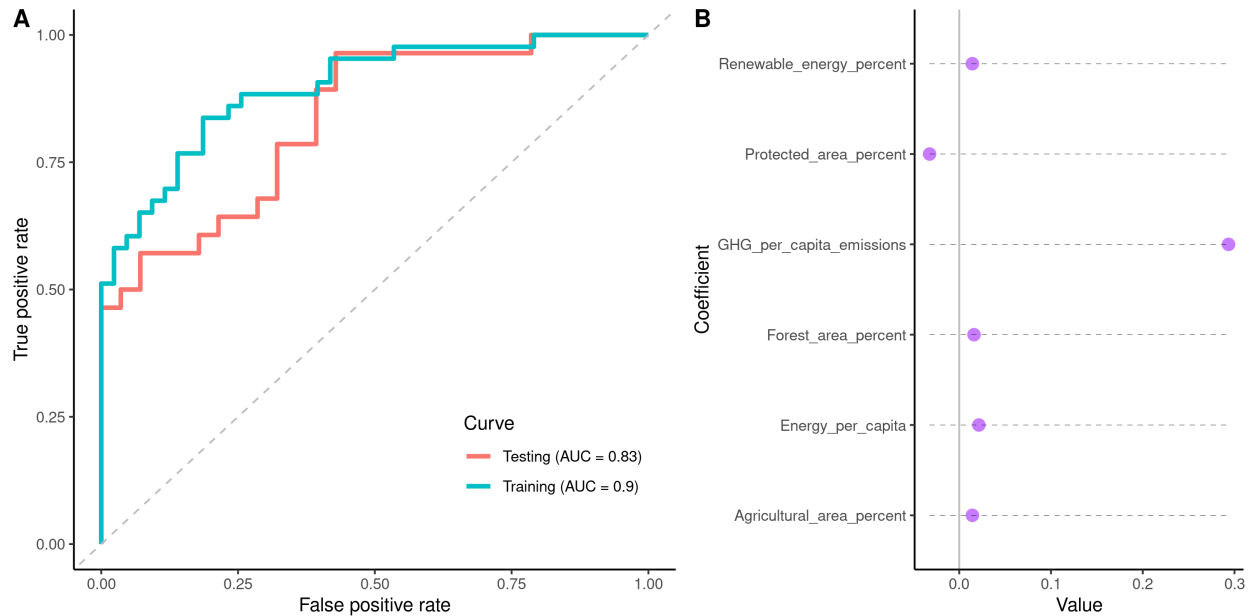 A
True positive rate
1.00
0.75
0.50
0.25
0.00
Curve
Testing (AUC = 0.83)
Training (AUC = 0.9)
0.00 0.25 0.50 0.75 1.00
False positive rate
B
Coefficient
Renewable_energy_percent
Protected_area_percent
GHG_per_capita_emissions
Forest_area_percent
Energy_per_capita
Agricultural_area_percent
0.0 0.1 0.2 0.3
Value